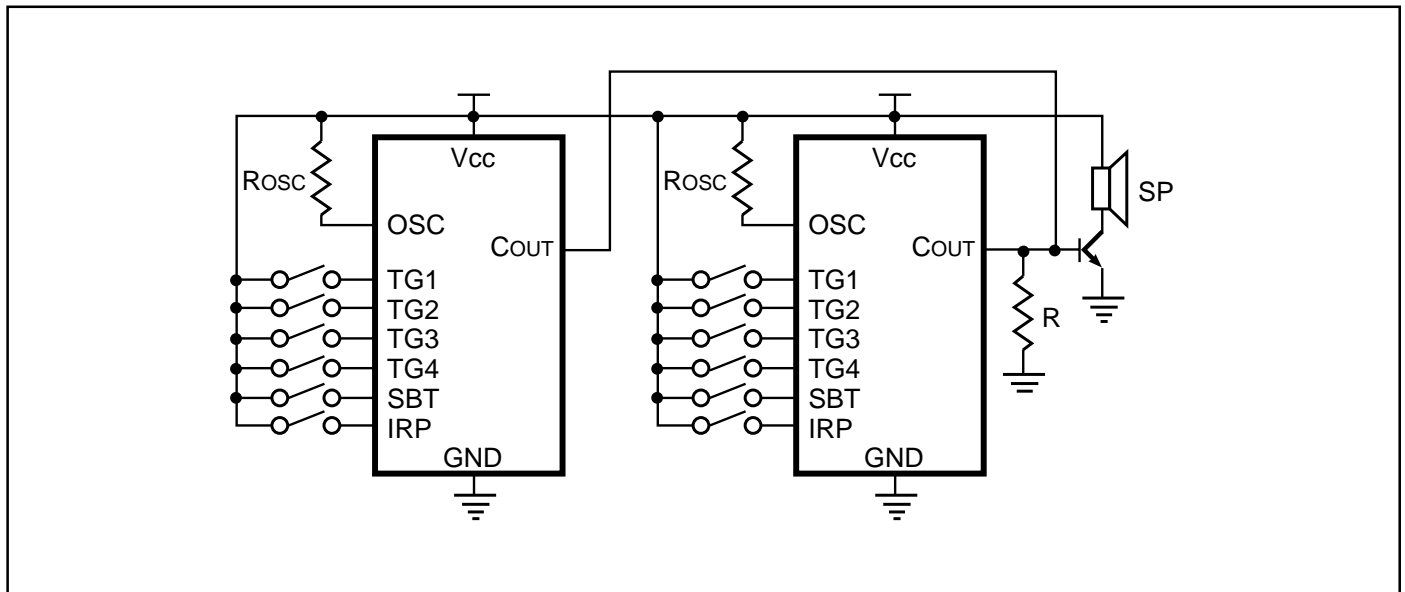 Vcc
ROSC
OSC
COUT
TG1
TG2
TG3
TG4
SBT
IRP
GND
Vcc
ROSC
OSC
COUT
TG1
TG2
TG3
TG4
SBT
IRP
GND
SP
R